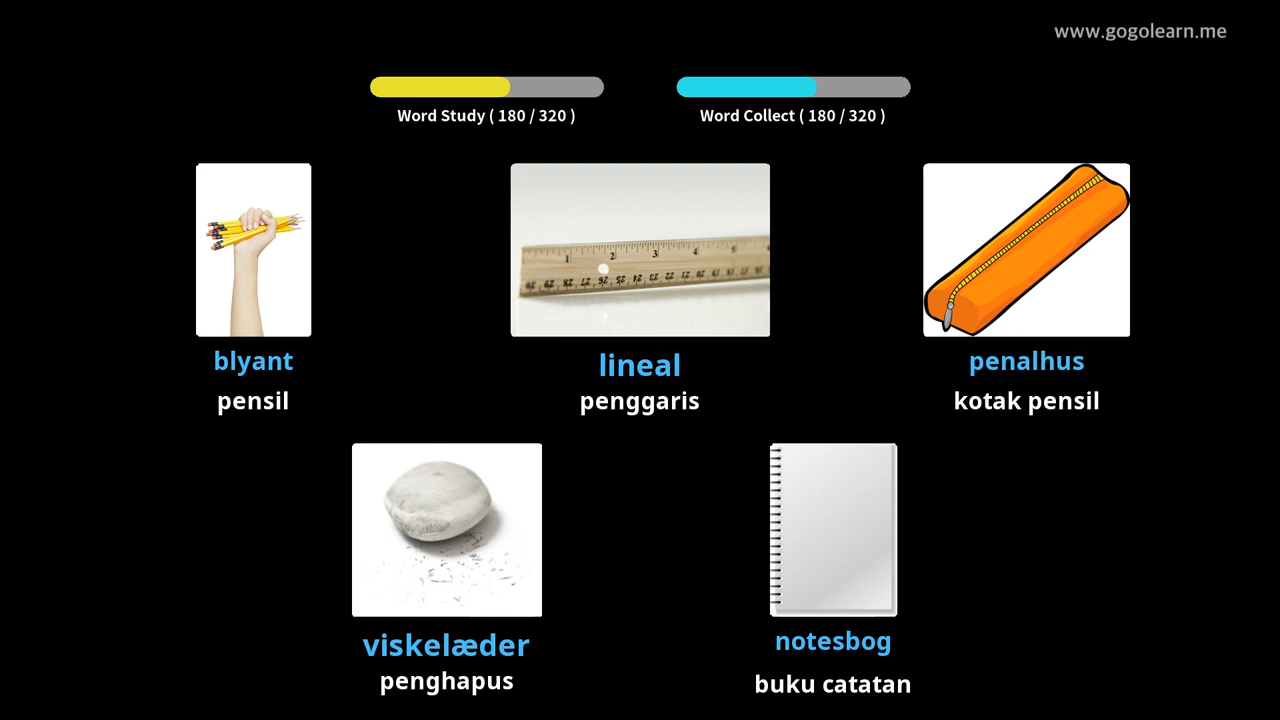 www.gogolearn.me
Word Study ( 180 / 320 )
Word Collect ( 180 / 320 )
blyant
pensil
lineal
penggaris
penalhus
kotak pensil
viskelæder
penghapus
notesbog
buku catatan